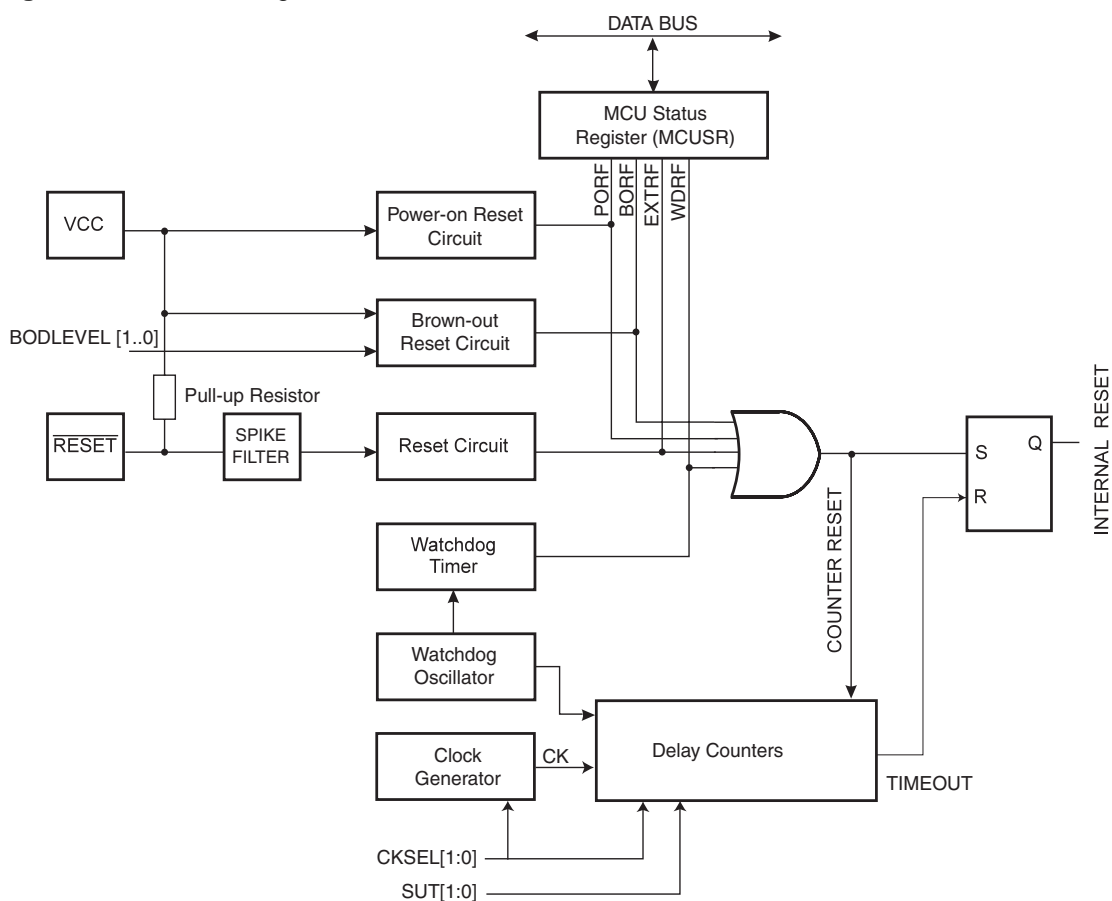 DATA BUS
MCU Status
Register (MCUSR)
PORF
BORF
EXTRF
WDRF
VCC
Power-on Reset
Circuit
BODLEVEL [1..0]
Brown-out
Reset Circuit
Pull-up Resistor
RESET
SPIKE
FILTER
Reset Circuit
S
Q
R
INTERNAL RESET
COUNTER RESET
Watchdog
Timer
Watchdog
Oscillator
Clock
Generator
CK
Delay Counters
TIMEOUT
CKSEL[1:0]
SUT[1:0]